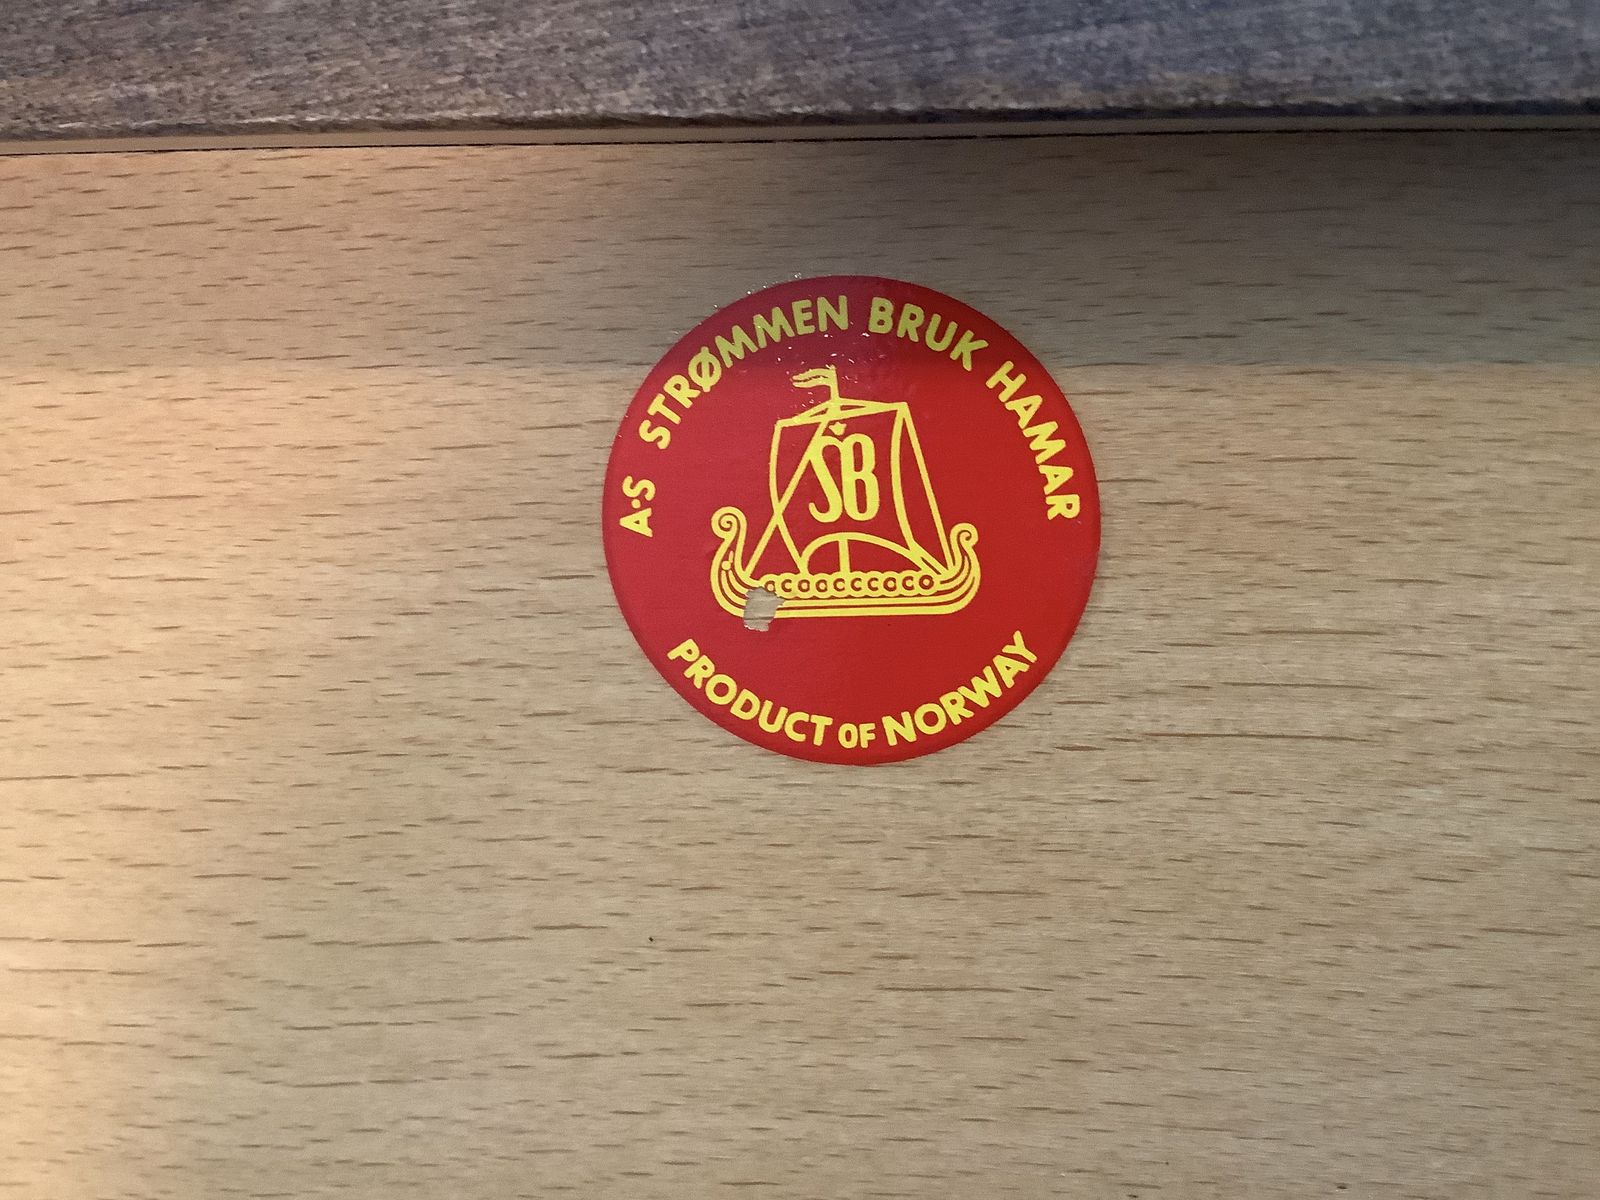 A·S STRØMMEN BRUK HAMAR
SB
PRODUCT OF NORWAY